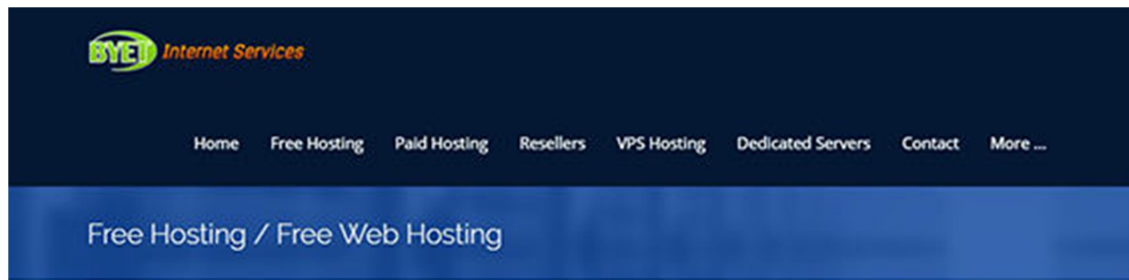 BYET Internet Services
Home Free Hosting Paid Hosting Resellers VPS Hosting Dedicated Servers Contact More ...
Free Hosting / Free Web Hosting